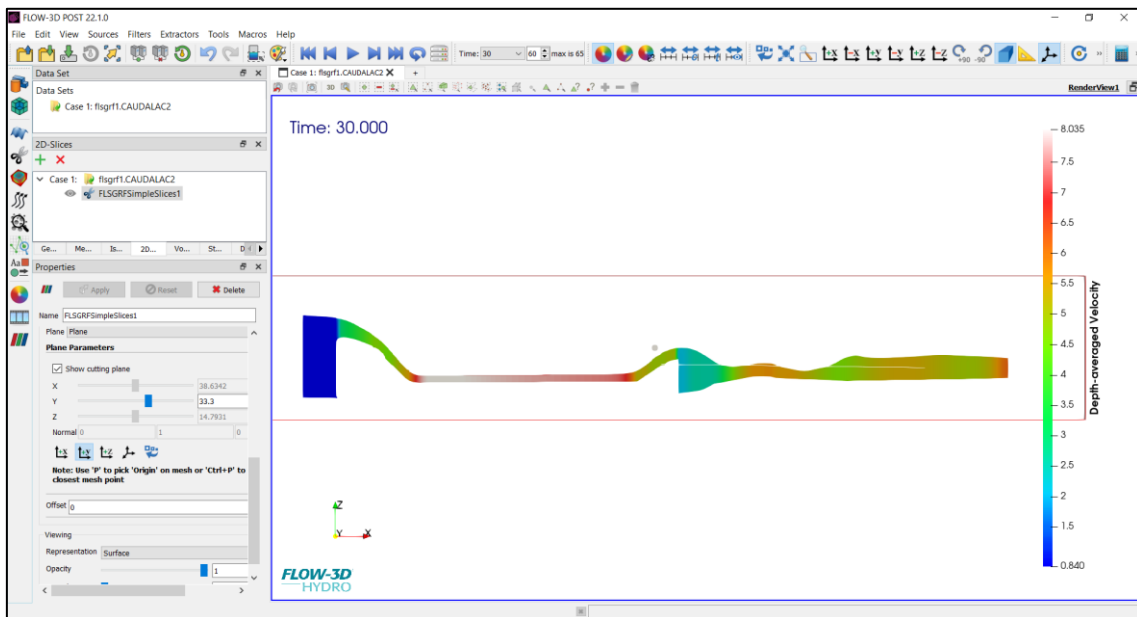 FLOW-3D POST 22.1.0
File Edit View Sources Filters Extractors Tools Macros Help
Time: 30 60 max is 65
+90 -90
Data Set
Data Sets
Case 1: flsgrf1.CAUDALAC2
Case 1: flsgrf1.CAUDALAC2 +
3D
RenderView1
2D-Slices
Case 1: flsgrf1.CAUDALAC2
FLSGRFSimpleSlices1
Ge... Me... Is... 2D... Vo... St... D
Properties
Apply Reset Delete
Name FLSGRFSimpleSlices1
Plane Plane
Plane Parameters
Show cutting plane
X 38.6342
Y 33.3
Z 14.7931
Normal 0 1 0
+X +Y +Z
Note: Use 'P' to pick 'Origin' on mesh or 'Ctrl+P' to
closest mesh point
Offset 0
Viewing
Representation Surface
Opacity 1
Time: 30.000
8.035
7.5
7
6.5
6
5.5
5
4.5
4
3.5
3
2.5
2
1.5
0.840
Depth-averaged Velocity
Z
Y X
FLOW-3D
HYDRO